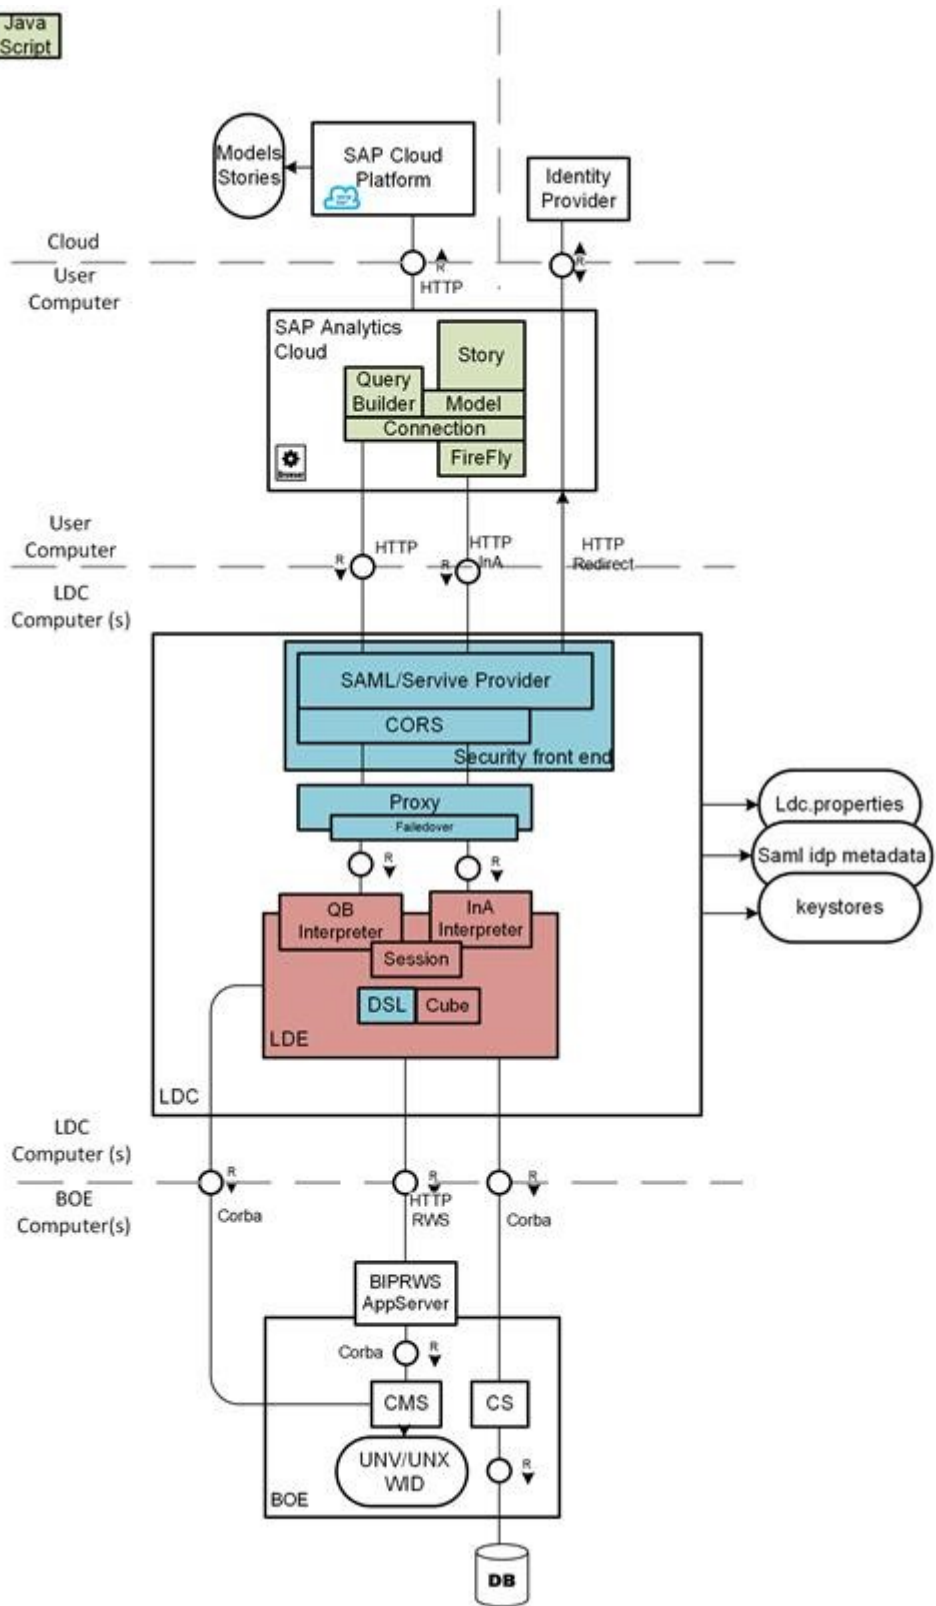 Java
Script
Models
Stories
SAP Cloud
Platform
Identity
Provider
Cloud
R
R
HTTP
User
Computer
SAP Analytics
Cloud
Story
Query
Builder
Model
Connection
FireFly
Browser
User
Computer
R
HTTP
R
HTTP
InA
HTTP
Redirect
LDC
Computer (s)
SAML/Servive Provider
CORS
Security front end
Proxy
Failedover
R
R
Ldc.properties
Saml idp metadata
keystores
QB
Interpreter
InA
Interpreter
Session
DSL
Cube
LDE
LDC
LDC
Computer (s)
R
R
R
BOE
Computer(s)
Corba
HTTP
RWS
Corba
BIPRWS
AppServer
Corba
R
CMS
CS
UNV/UNX
WID
R
BOE
DB